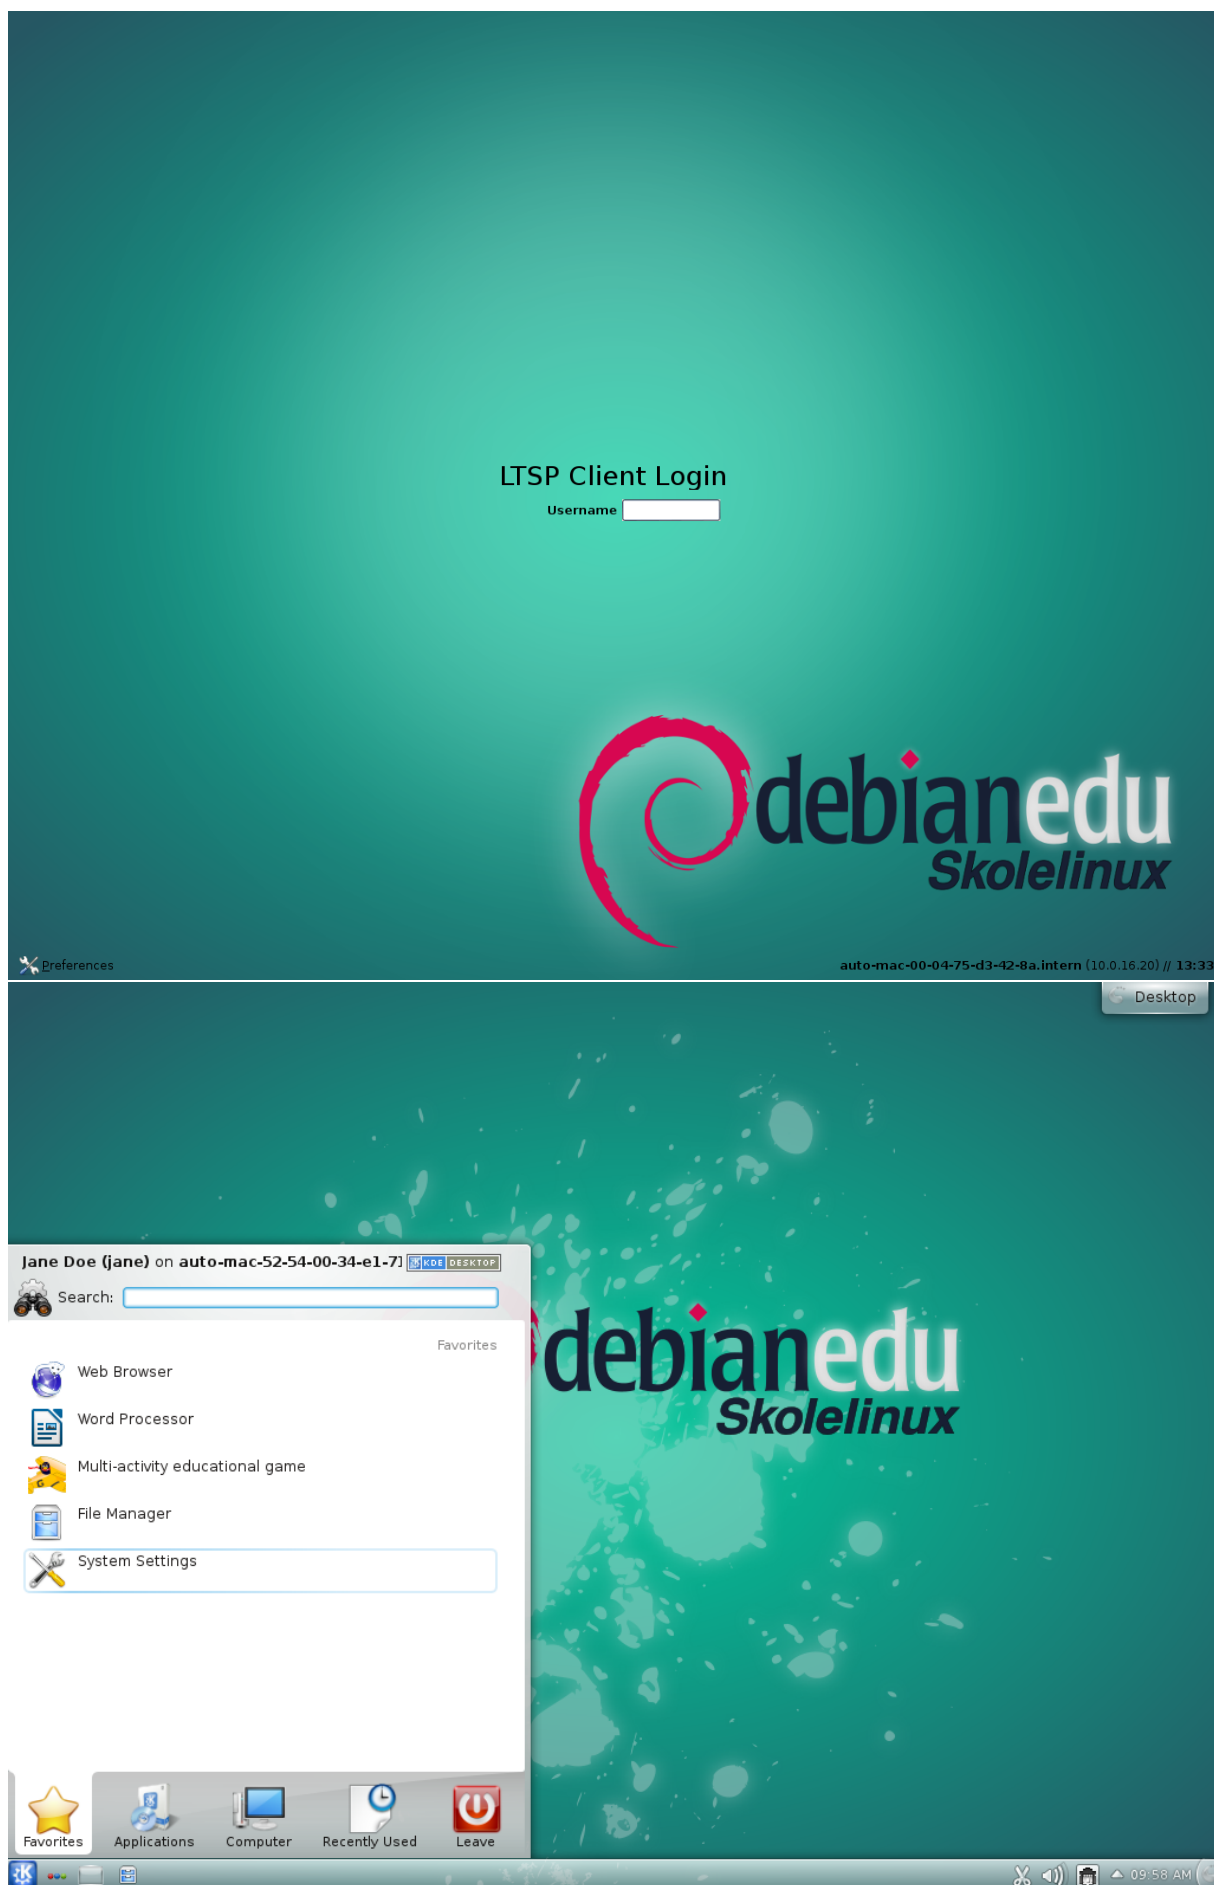 LTSP Client Login
Username
debianedu
Skolelinux
Preferences
auto-mac-00-04-75-d3-42-8a.intern (10.0.16.20) // 13:33
Desktop
Jane Doe (jane) on auto-mac-52-54-00-34-e1-71 KDE DESKTOP
Search:
Favorites
Web Browser
Word Processor
Multi-activity educational game
File Manager
System Settings
debianedu
Skolelinux
Favorites Applications Computer Recently Used Leave
09:58 AM